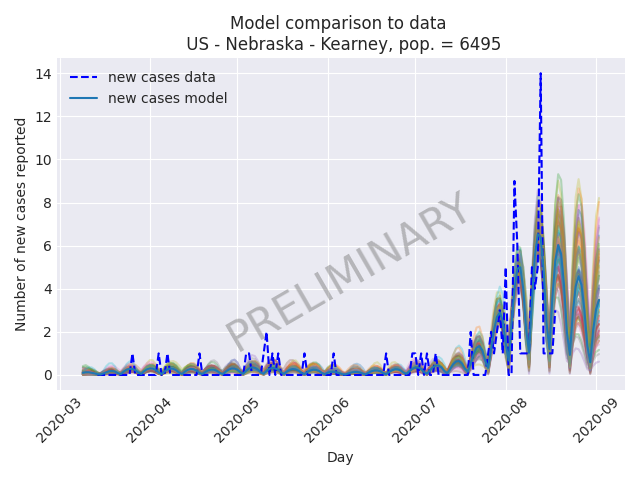 Model comparison to data
US - Nebraska - Kearney, pop. = 6495
new cases data
new cases model
PRELIMINARY
Number of new cases reported
14
12
10
8
6
4
2
0
2020-03
2020-04
2020-05
2020-06
2020-07
2020-08
2020-09
Day